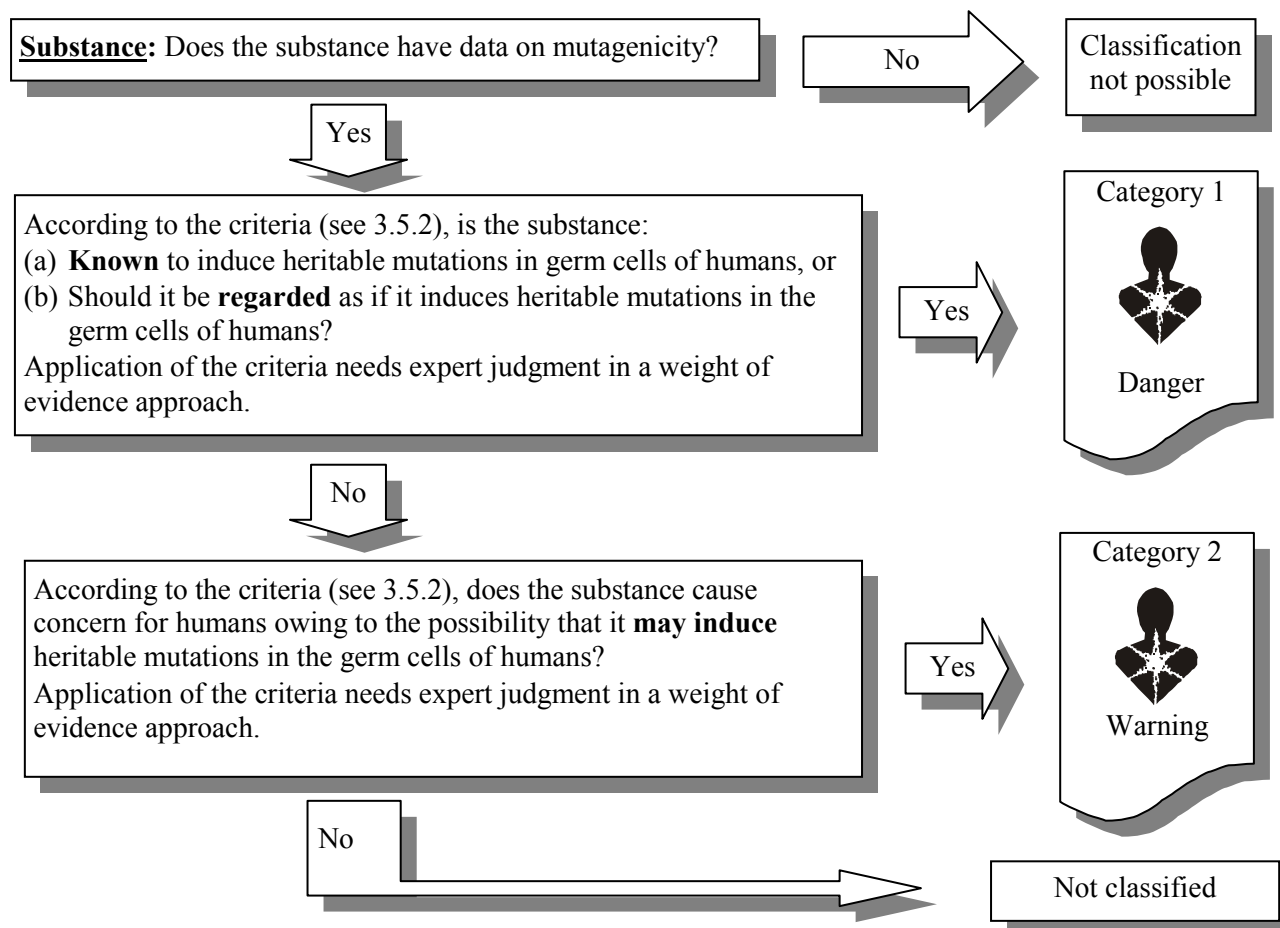 Substance: Does the substance have data on mutagenicity?
No
Classification
not possible
Yes
According to the criteria (see 3.5.2), is the substance:
(a) Known to induce heritable mutations in germ cells of humans, or
(b) Should it be regarded as if it induces heritable mutations in the
germ cells of humans?
Application of the criteria needs expert judgment in a weight of
evidence approach.
Yes
Category 1
Danger
No
According to the criteria (see 3.5.2), does the substance cause
concern for humans owing to the possibility that it may induce
heritable mutations in the germ cells of humans?
Application of the criteria needs expert judgment in a weight of
evidence approach.
Yes
Category 2
Warning
No
Not classified